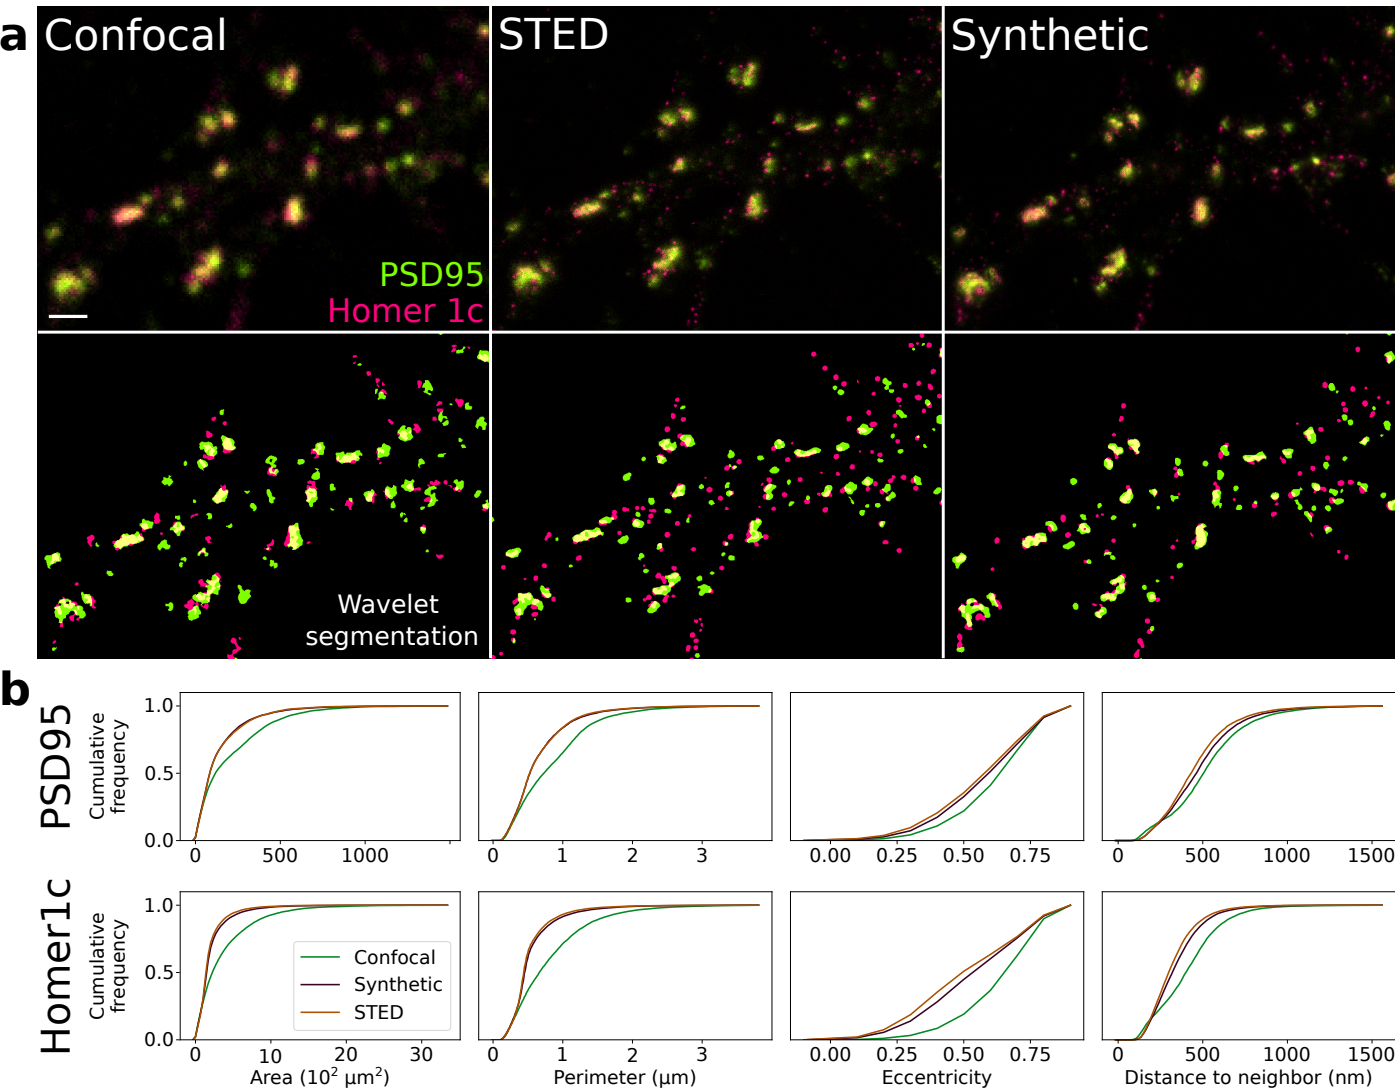 a
Confocal
STED
Synthetic
PSD95
Homer 1c
Wavelet
segmentation
b
PSD95
Cumulative
frequency
1.0
0.5
0.0
0
500
1000
0
1
2
3
0.00
0.25
0.50
0.75
0
500
1000
1500
Homer1c
Cumulative
frequency
1.0
0.5
0.0
Confocal
Synthetic
STED
0
10
20
30
0
1
2
3
0.00
0.25
0.50
0.75
0
500
1000
1500
Area (10² μm²)
Perimeter (μm)
Eccentricity
Distance to neighbor (nm)